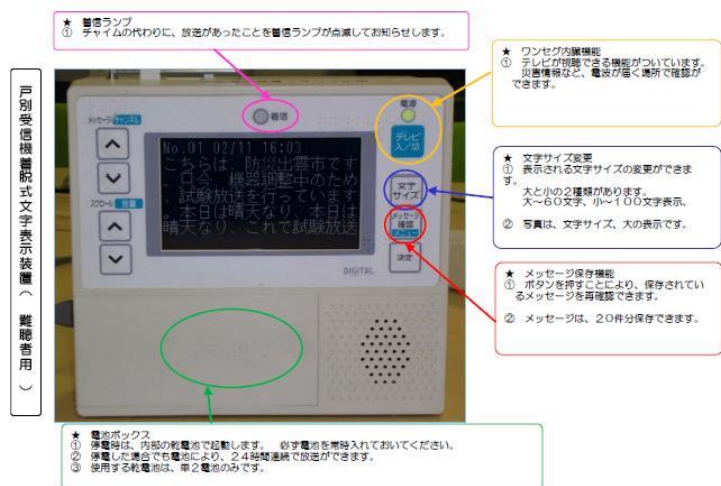 ★　着信ランプ
①　チャイムの代わりに、放送があったことを着信ランプが点滅してお知らせします。
★　ワンセグ内臓機能
①　テレビが視聴できる機能がついています。
災害情報など、電波が届く場所で確認が
できます。
戸別受信機着脱式文字表示装置（　難聴者用　）
着信
電源
メッセージ/チャンネル
テレビ
入/切
No.01 02/11 16:03
こちらは、防災出雲市です
。只今、機器調整中のため
、試験放送を行っています
。本日は晴天なり、本日は
晴天なり、これで試験放送
文字
サイズ
スクロール/音量
メッセージ
確認
メニュー
決定
DIGITAL
★　文字サイズ変更
①　表示される文字サイズの変更ができま
す。
大と小の２種類があります。
大～６０文字、小～１００文字表示。
②　写真は、文字サイズ、大の表示です。
★　メッセージ保存機能
①　ボタンを押すことにより、保存されてい
るメッセージを再確認できます。
②　メッセージは、２０件分保存できます。
★　電池ボックス
①　停電時は、内部の乾電池で起動します。　必ず電池を常時入れておいてください。
②　停電した場合でも電池により、２４時間連続で放送ができます。
③　使用する乾電池は、単２電池のみです。